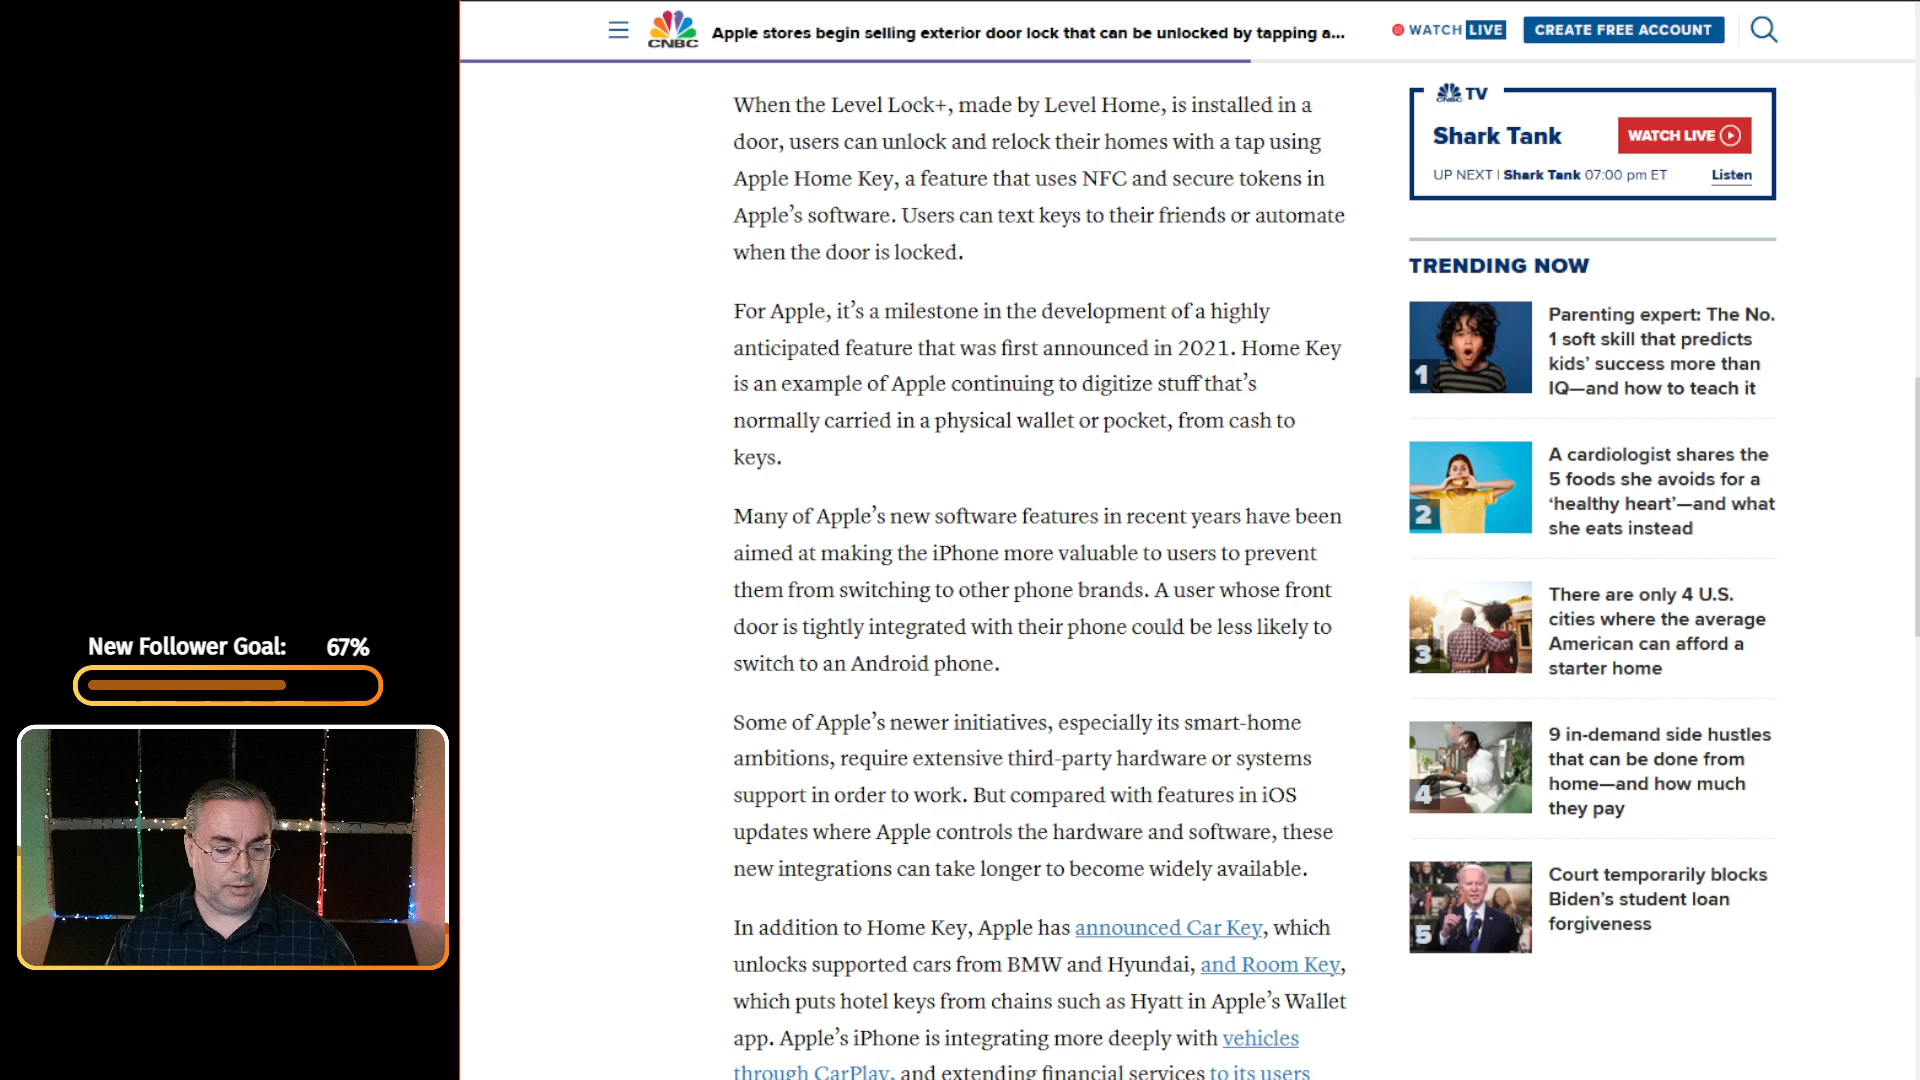 CNBC
Apple stores begin selling exterior door lock that can be unlocked by tapping a...
WATCH LIVE
CREATE FREE ACCOUNT
When the Level Lock+, made by Level Home, is installed in a
door, users can unlock and relock their homes with a tap using
Apple Home Key, a feature that uses NFC and secure tokens in
Apple’s software. Users can text keys to their friends or automate
when the door is locked.
For Apple, it’s a milestone in the development of a highly
anticipated feature that was first announced in 2021. Home Key
is an example of Apple continuing to digitize stuff that’s
normally carried in a physical wallet or pocket, from cash to
keys.
Many of Apple’s new software features in recent years have been
aimed at making the iPhone more valuable to users to prevent
them from switching to other phone brands. A user whose front
door is tightly integrated with their phone could be less likely to
switch to an Android phone.
Some of Apple’s newer initiatives, especially its smart-home
ambitions, require extensive third-party hardware or systems
support in order to work. But compared with features in iOS
updates where Apple controls the hardware and software, these
new integrations can take longer to become widely available.
In addition to Home Key, Apple has announced Car Key, which
unlocks supported cars from BMW and Hyundai, and Room Key,
which puts hotel keys from chains such as Hyatt in Apple’s Wallet
app. Apple’s iPhone is integrating more deeply with vehicles
through CarPlay, and extending financial services to its users
CNBC TV
Shark Tank
WATCH LIVE
UP NEXT | Shark Tank 07:00 pm ET
Listen
TRENDING NOW
1
Parenting expert: The No.
1 soft skill that predicts
kids’ success more than
IQ—and how to teach it
2
A cardiologist shares the
5 foods she avoids for a
‘healthy heart’—and what
she eats instead
3
There are only 4 U.S.
cities where the average
American can afford a
starter home
4
9 in-demand side hustles
that can be done from
home—and how much
they pay
5
Court temporarily blocks
Biden’s student loan
forgiveness
New Follower Goal: 67%